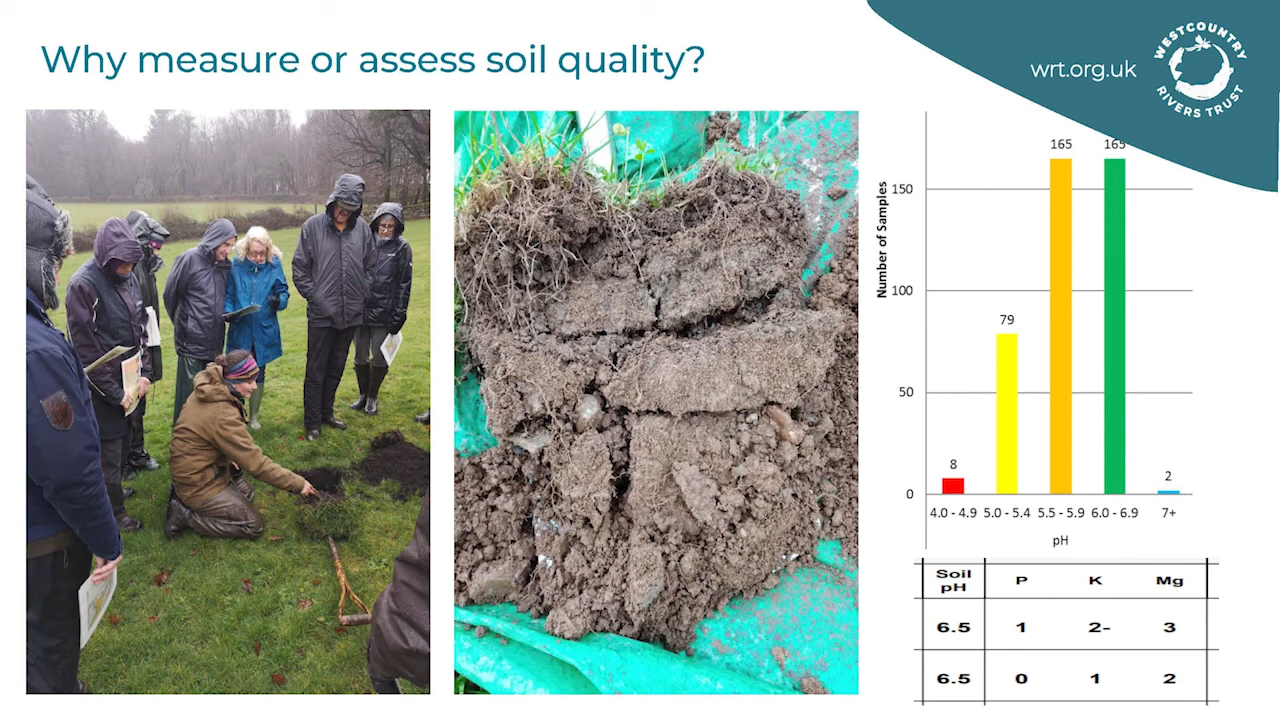 Why measure or assess soil quality?
wrt.org.uk
WESTCOUNTRY
RIVERS TRUST
Number of Samples
150
100
50
0
8
79
165
165
2
4.0 - 4.9
5.0 - 5.4
5.5 - 5.9
6.0 - 6.9
7+
pH
Soil pH P K Mg
6.5 1 2- 3
6.5 0 1 2